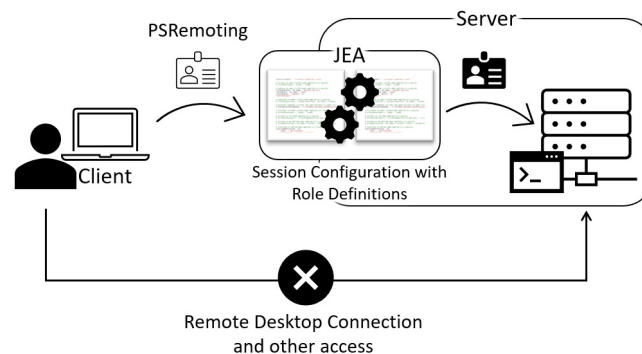 Server
PSRemoting
JEA
Client
Session Configuration with
Role Definitions
>_
Remote Desktop Connection
and other access